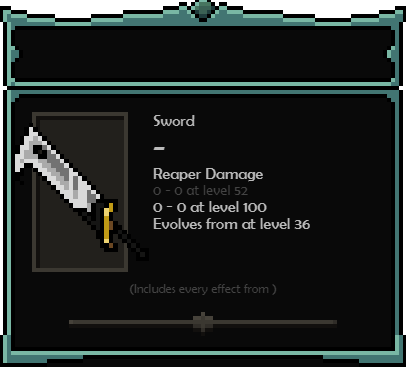 Sword
–
Reaper Damage
0 - 0 at level 52
0 - 0 at level 100
Evolves from at level 36
(Includes every effect from )